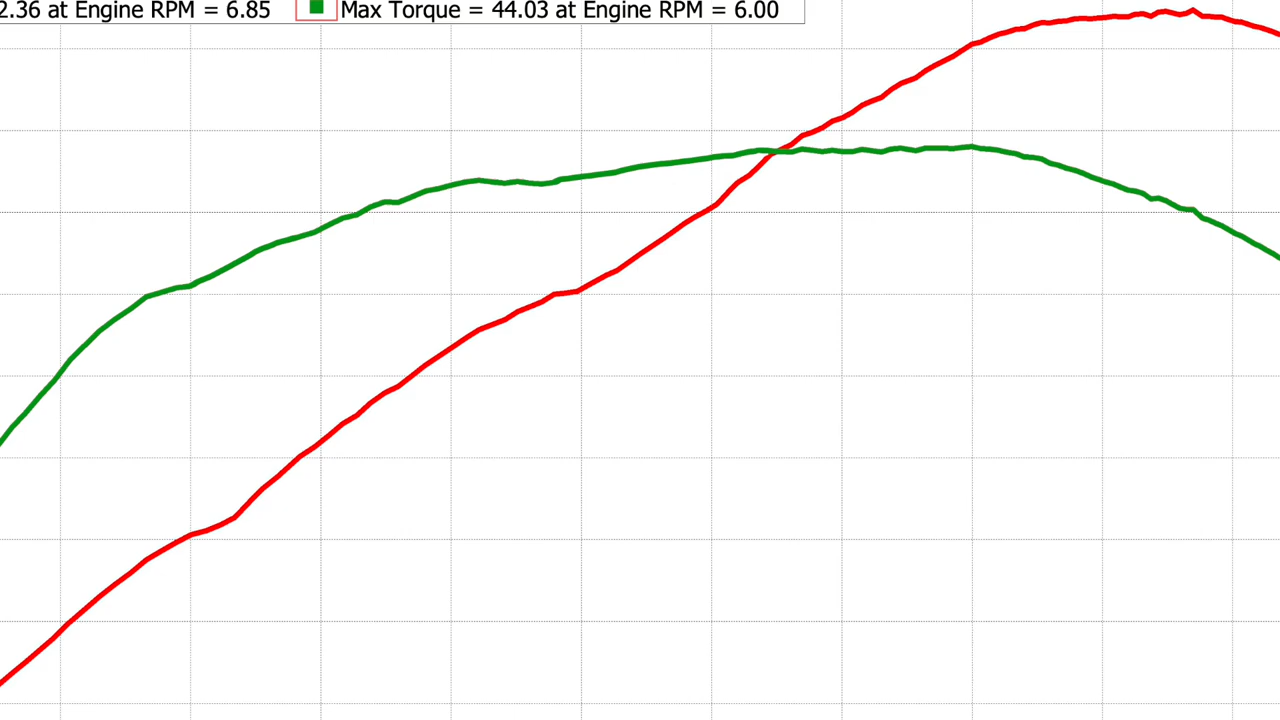 2.36 at Engine RPM = 6.85 Max Torque = 44.03 at Engine RPM = 6.00